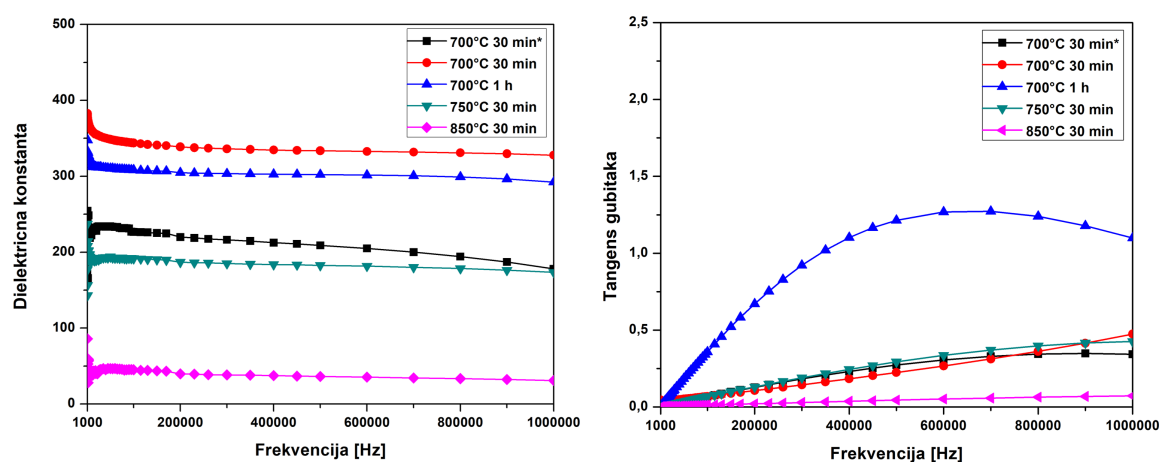 500
400
300
200
100
0
Dielektricna konstanta
700°C 30 min*
700°C 30 min
700°C 1 h
750°C 30 min
850°C 30 min
1000
200000
400000
600000
800000
1000000
Frekvencija [Hz]
2,5
2,0
1,5
1,0
0,5
0,0
Tangens gubitaka
700°C 30 min*
700°C 30 min
700°C 1 h
750°C 30 min
850°C 30 min
1000
200000
400000
600000
800000
1000000
Frekvencija [Hz]